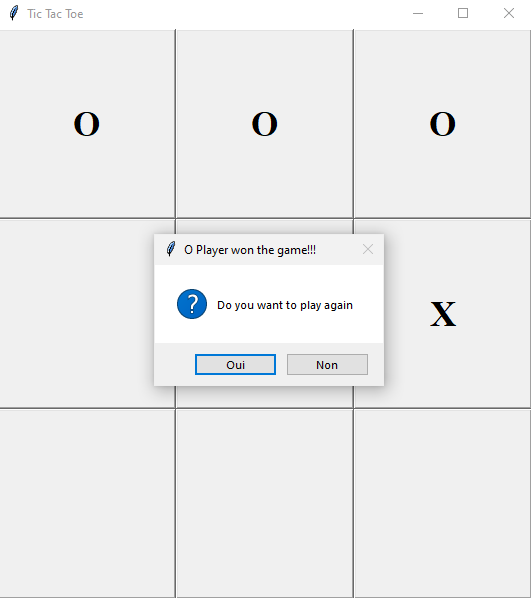 Tic Tac Toe
O O O
O Player won the game!!!
Do you want to play again
X
Oui Non